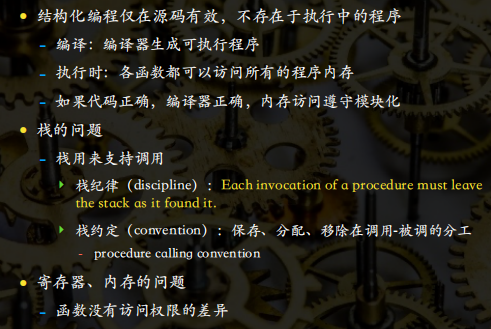 结构化编程仅在源码有效，不存在于执行中的程序
编译：编译器生成可执行程序
执行时：各函数都可以访问所有的程序内存
如果代码正确，编译器正确，内存访问遵守模块化
栈的问题
栈用来支持调用
栈纪律（discipline）：Each invocation of a procedure must leave
the stack as it found it.
栈约定（convention）：保存、分配、移除在调用-被调的分工
procedure calling convention
寄存器、内存的问题
函数没有访问权限的差异